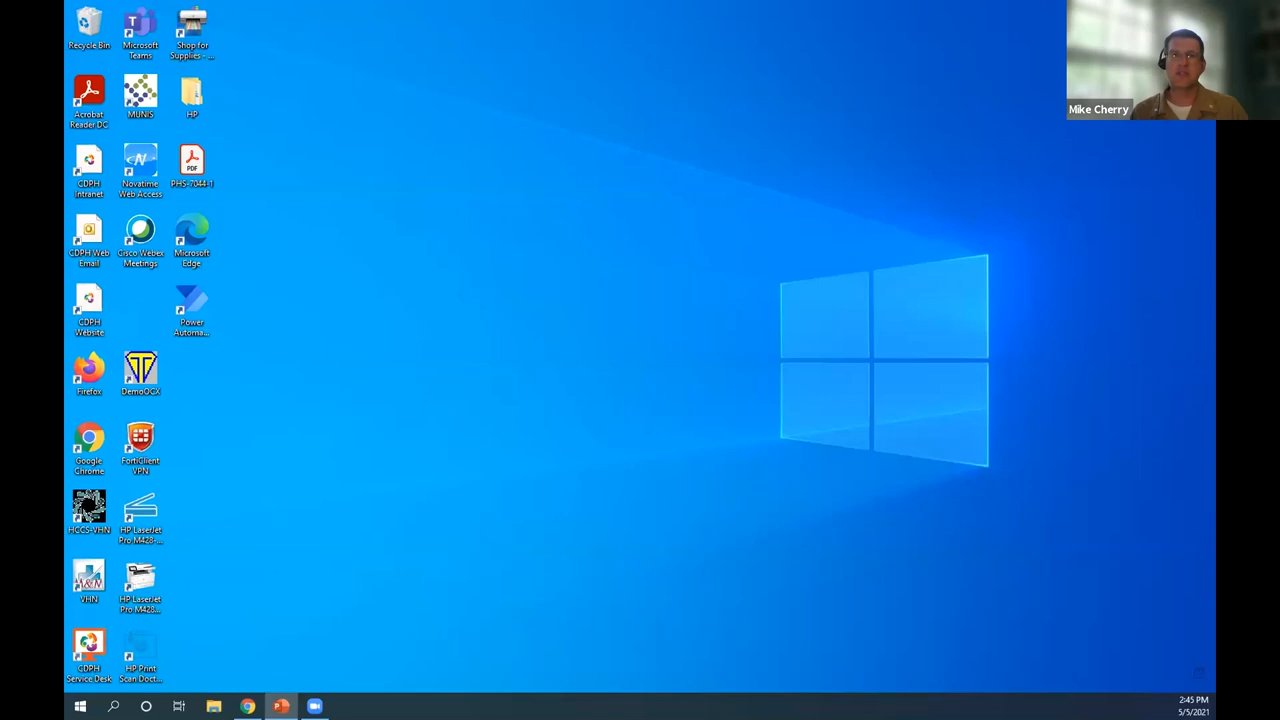 Recycle Bin
Microsoft
Teams
Shop for
Supplies - ...
Acrobat
Reader DC
MUNIS
HP
CDPH
Intranet
Novatime
Web Access
PDF
PHS-7044-1
CDPH Web
Email
Cisco Webex
Meetings
Microsoft
Edge
CDPH
Website
Power
Automa...
Firefox
DemoOCX
Google
Chrome
FortiClient
VPN
HCCS-VHN
HP LaserJet
Pro M428-...
M&N
VHN
HP LaserJet
Pro M428...
CDPH
Service Desk
HP Print
Scan Doct...
Mike Cherry
2:45 PM
5/5/2021